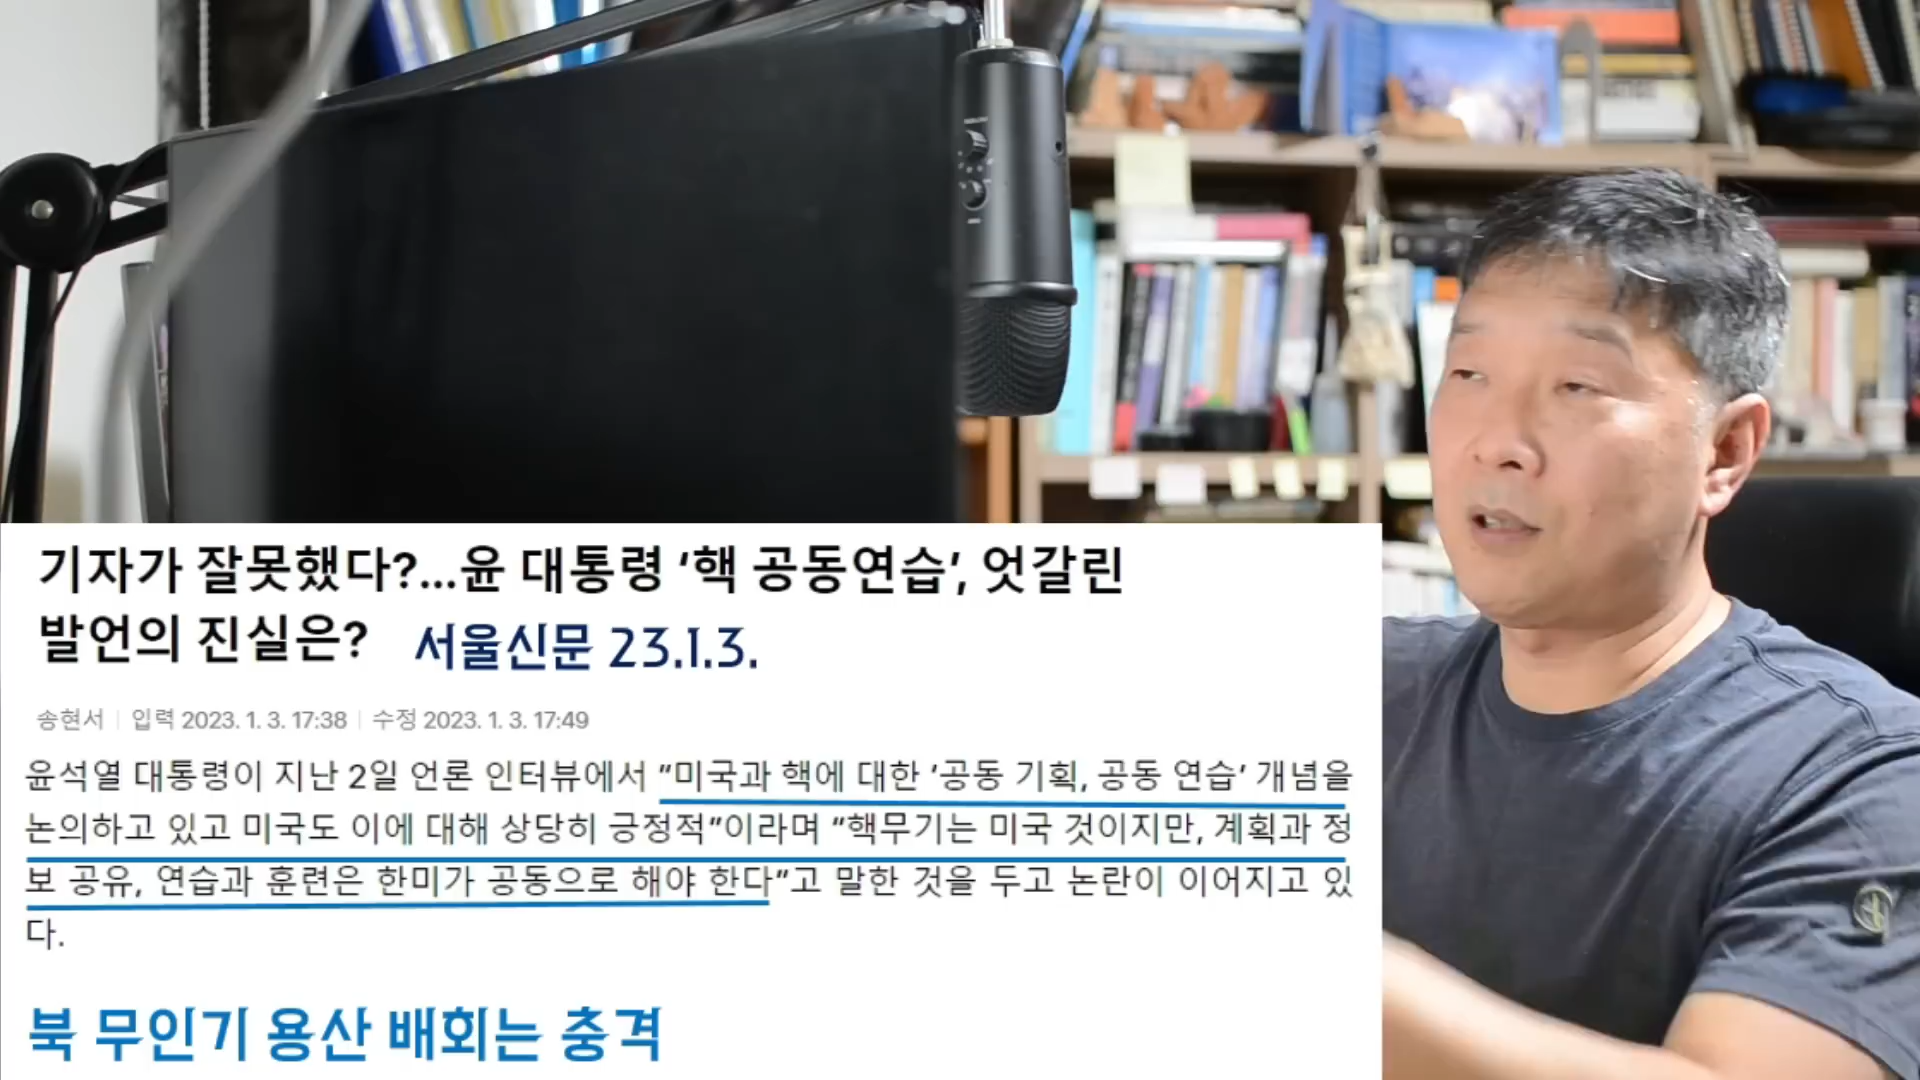 기자가 잘못했다?...윤 대통령 ‘핵 공동연습’, 엇갈린
발언의 진실은? 서울신문 23.1.3.
송현서 | 입력 2023. 1. 3. 17:38 | 수정 2023. 1. 3. 17:49
윤석열 대통령이 지난 2일 언론 인터뷰에서 “미국과 핵에 대한 ‘공동 기획, 공동 연습’ 개념을
논의하고 있고 미국도 이에 대해 상당히 긍정적”이라며 “핵무기는 미국 것이지만, 계획과 정
보 공유, 연습과 훈련은 한미가 공동으로 해야 한다”고 말한 것을 두고 논란이 이어지고 있
다.
북 무인기 용산 배회는 충격